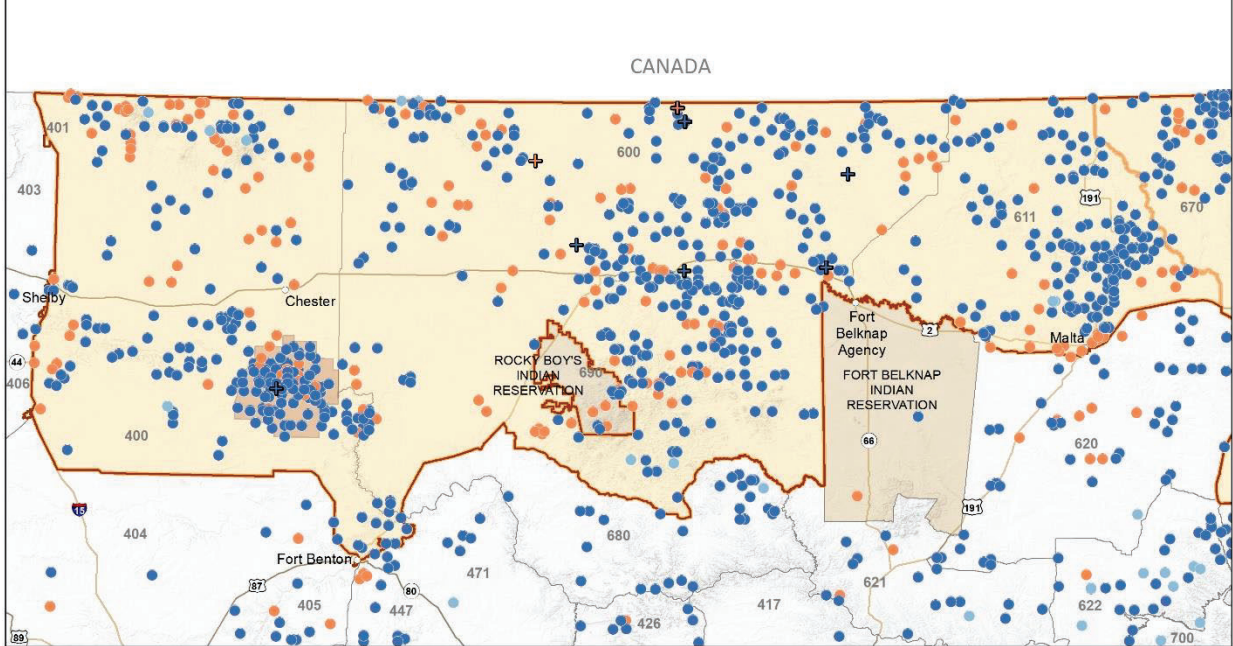 CANADA
401
600
403
191
670
611
Shelby
Chester
Fort
Belknap
Agency
2
Malta
44
406
ROCKY BOY'S
INDIAN
RESERVATION
690
FORT BELKNAP
INDIAN
RESERVATION
400
66
620
15
404
191
680
Fort Benton
471
87
80
405
447
426
417
621
622
89
700